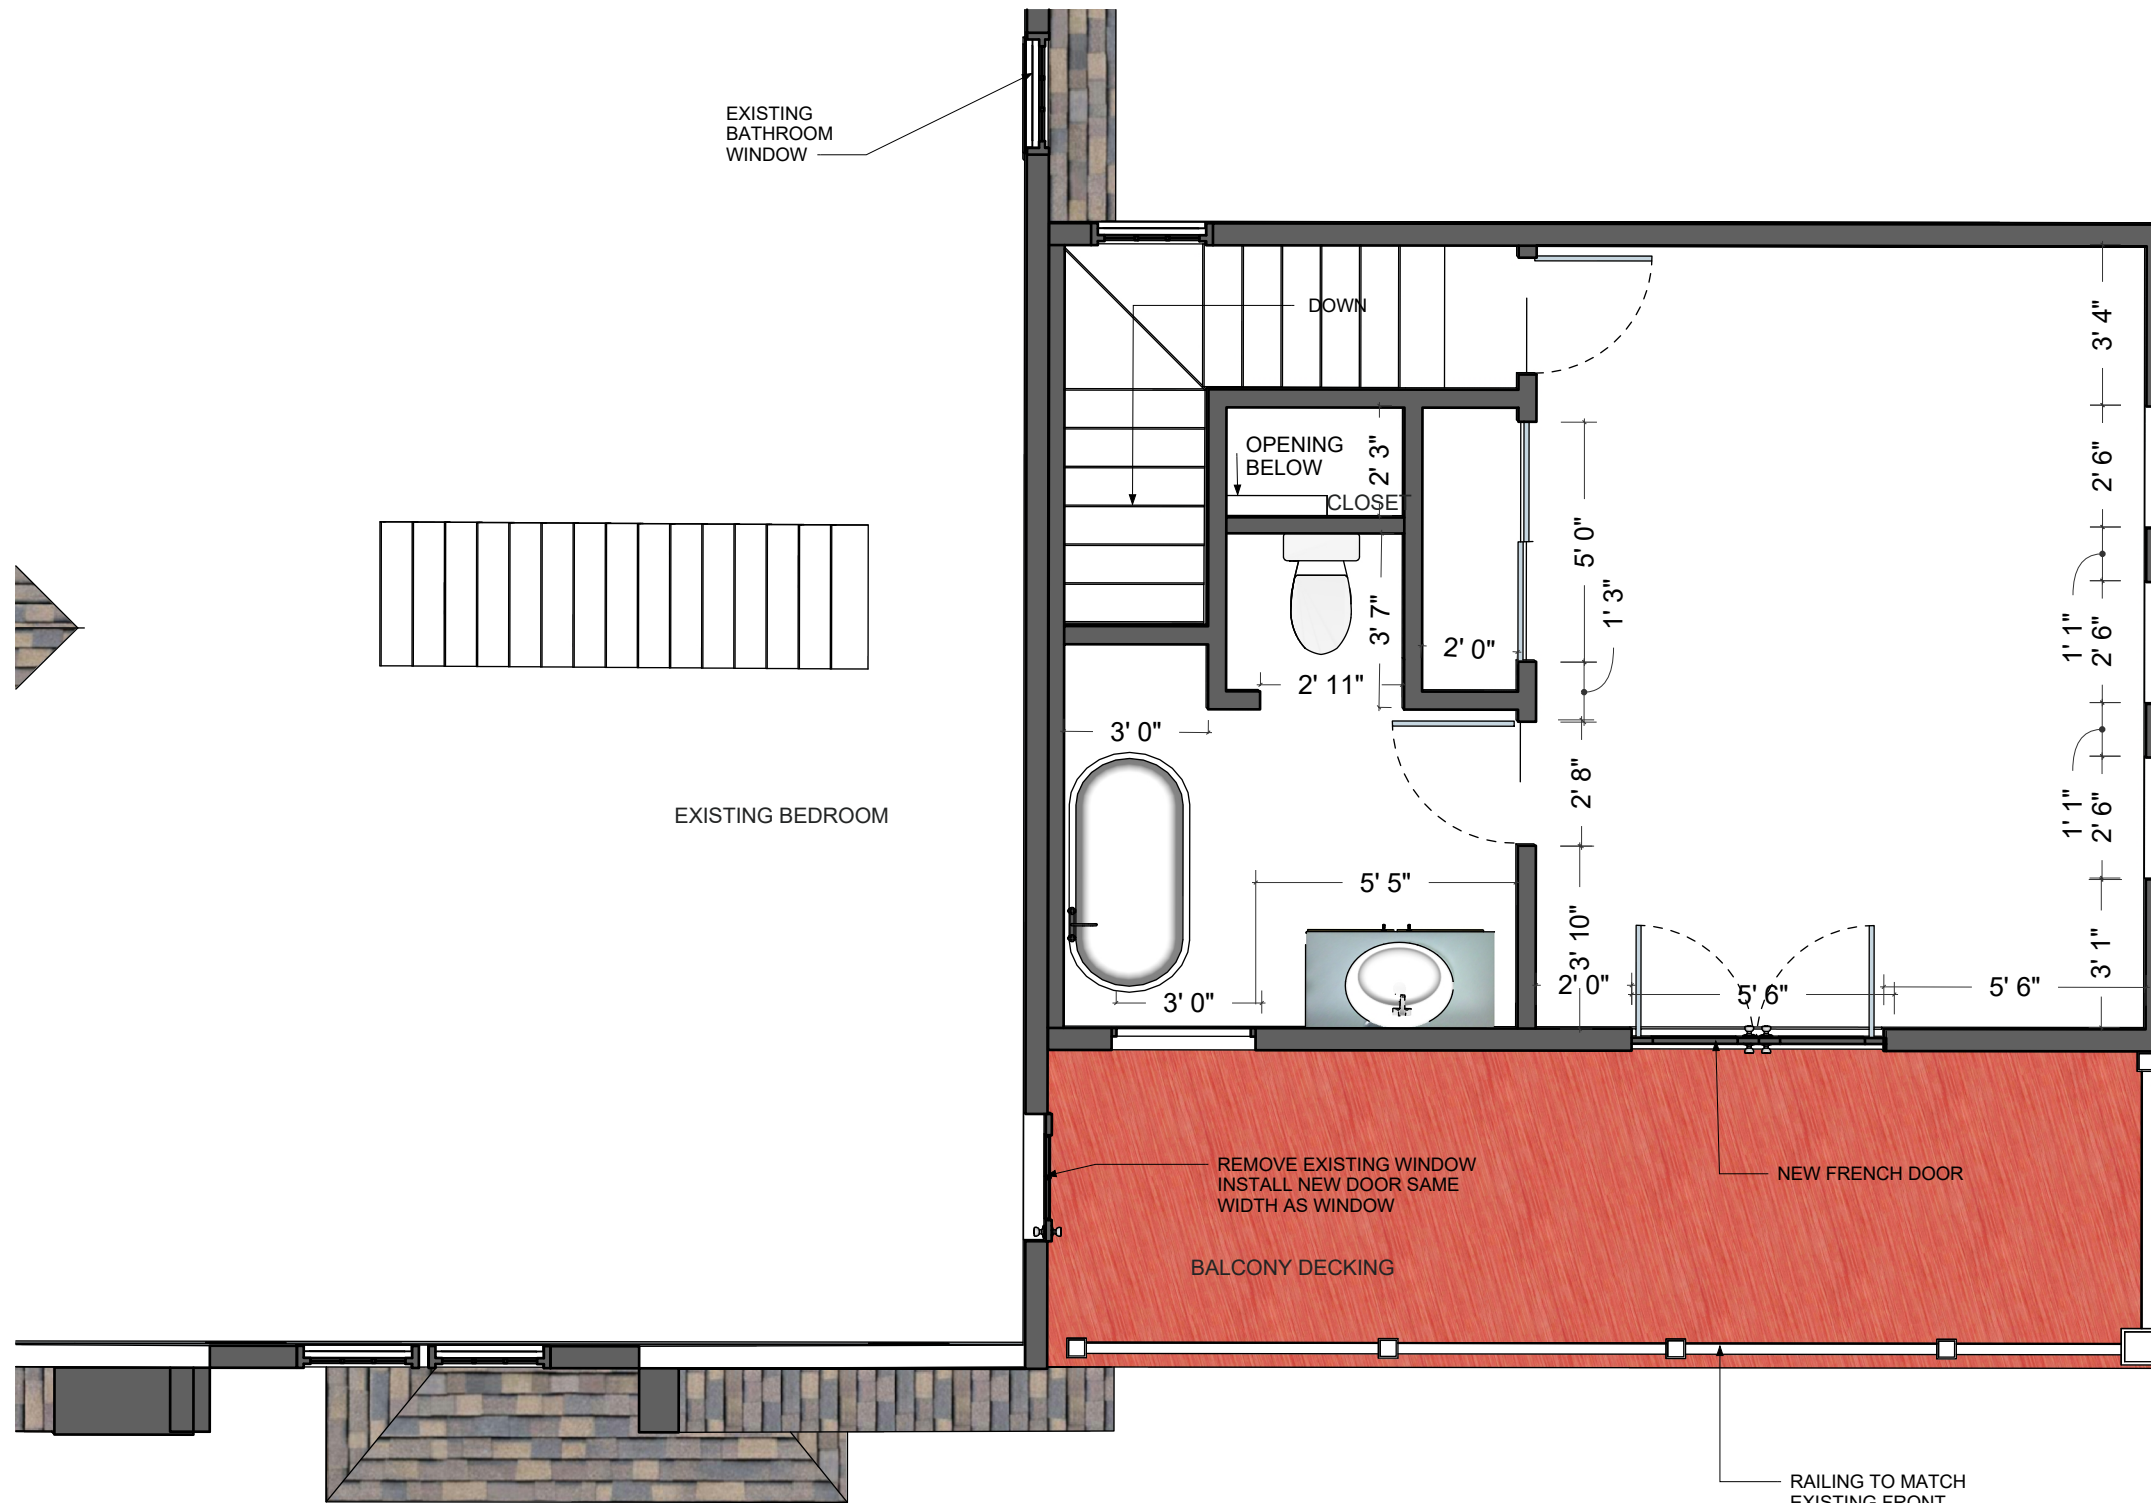 EXISTING
BATHROOM
WINDOW
DOWN
3' 4"
OPENING
BELOW
2' 3"
2' 6"
CLOSET
5' 0"
1' 3"
3' 7"
2' 0"
1' 1"
2' 6"
2' 11"
3' 0"
2' 8"
1' 1"
2' 6"
EXISTING BEDROOM
5' 5"
3' 10"
3' 1"
3' 0"
2' 0"
5' 6"
5' 6"
REMOVE EXISTING WINDOW
INSTALL NEW DOOR SAME
WIDTH AS WINDOW
NEW FRENCH DOOR
BALCONY DECKING
RAILING TO MATCH
EXISTING FRONT